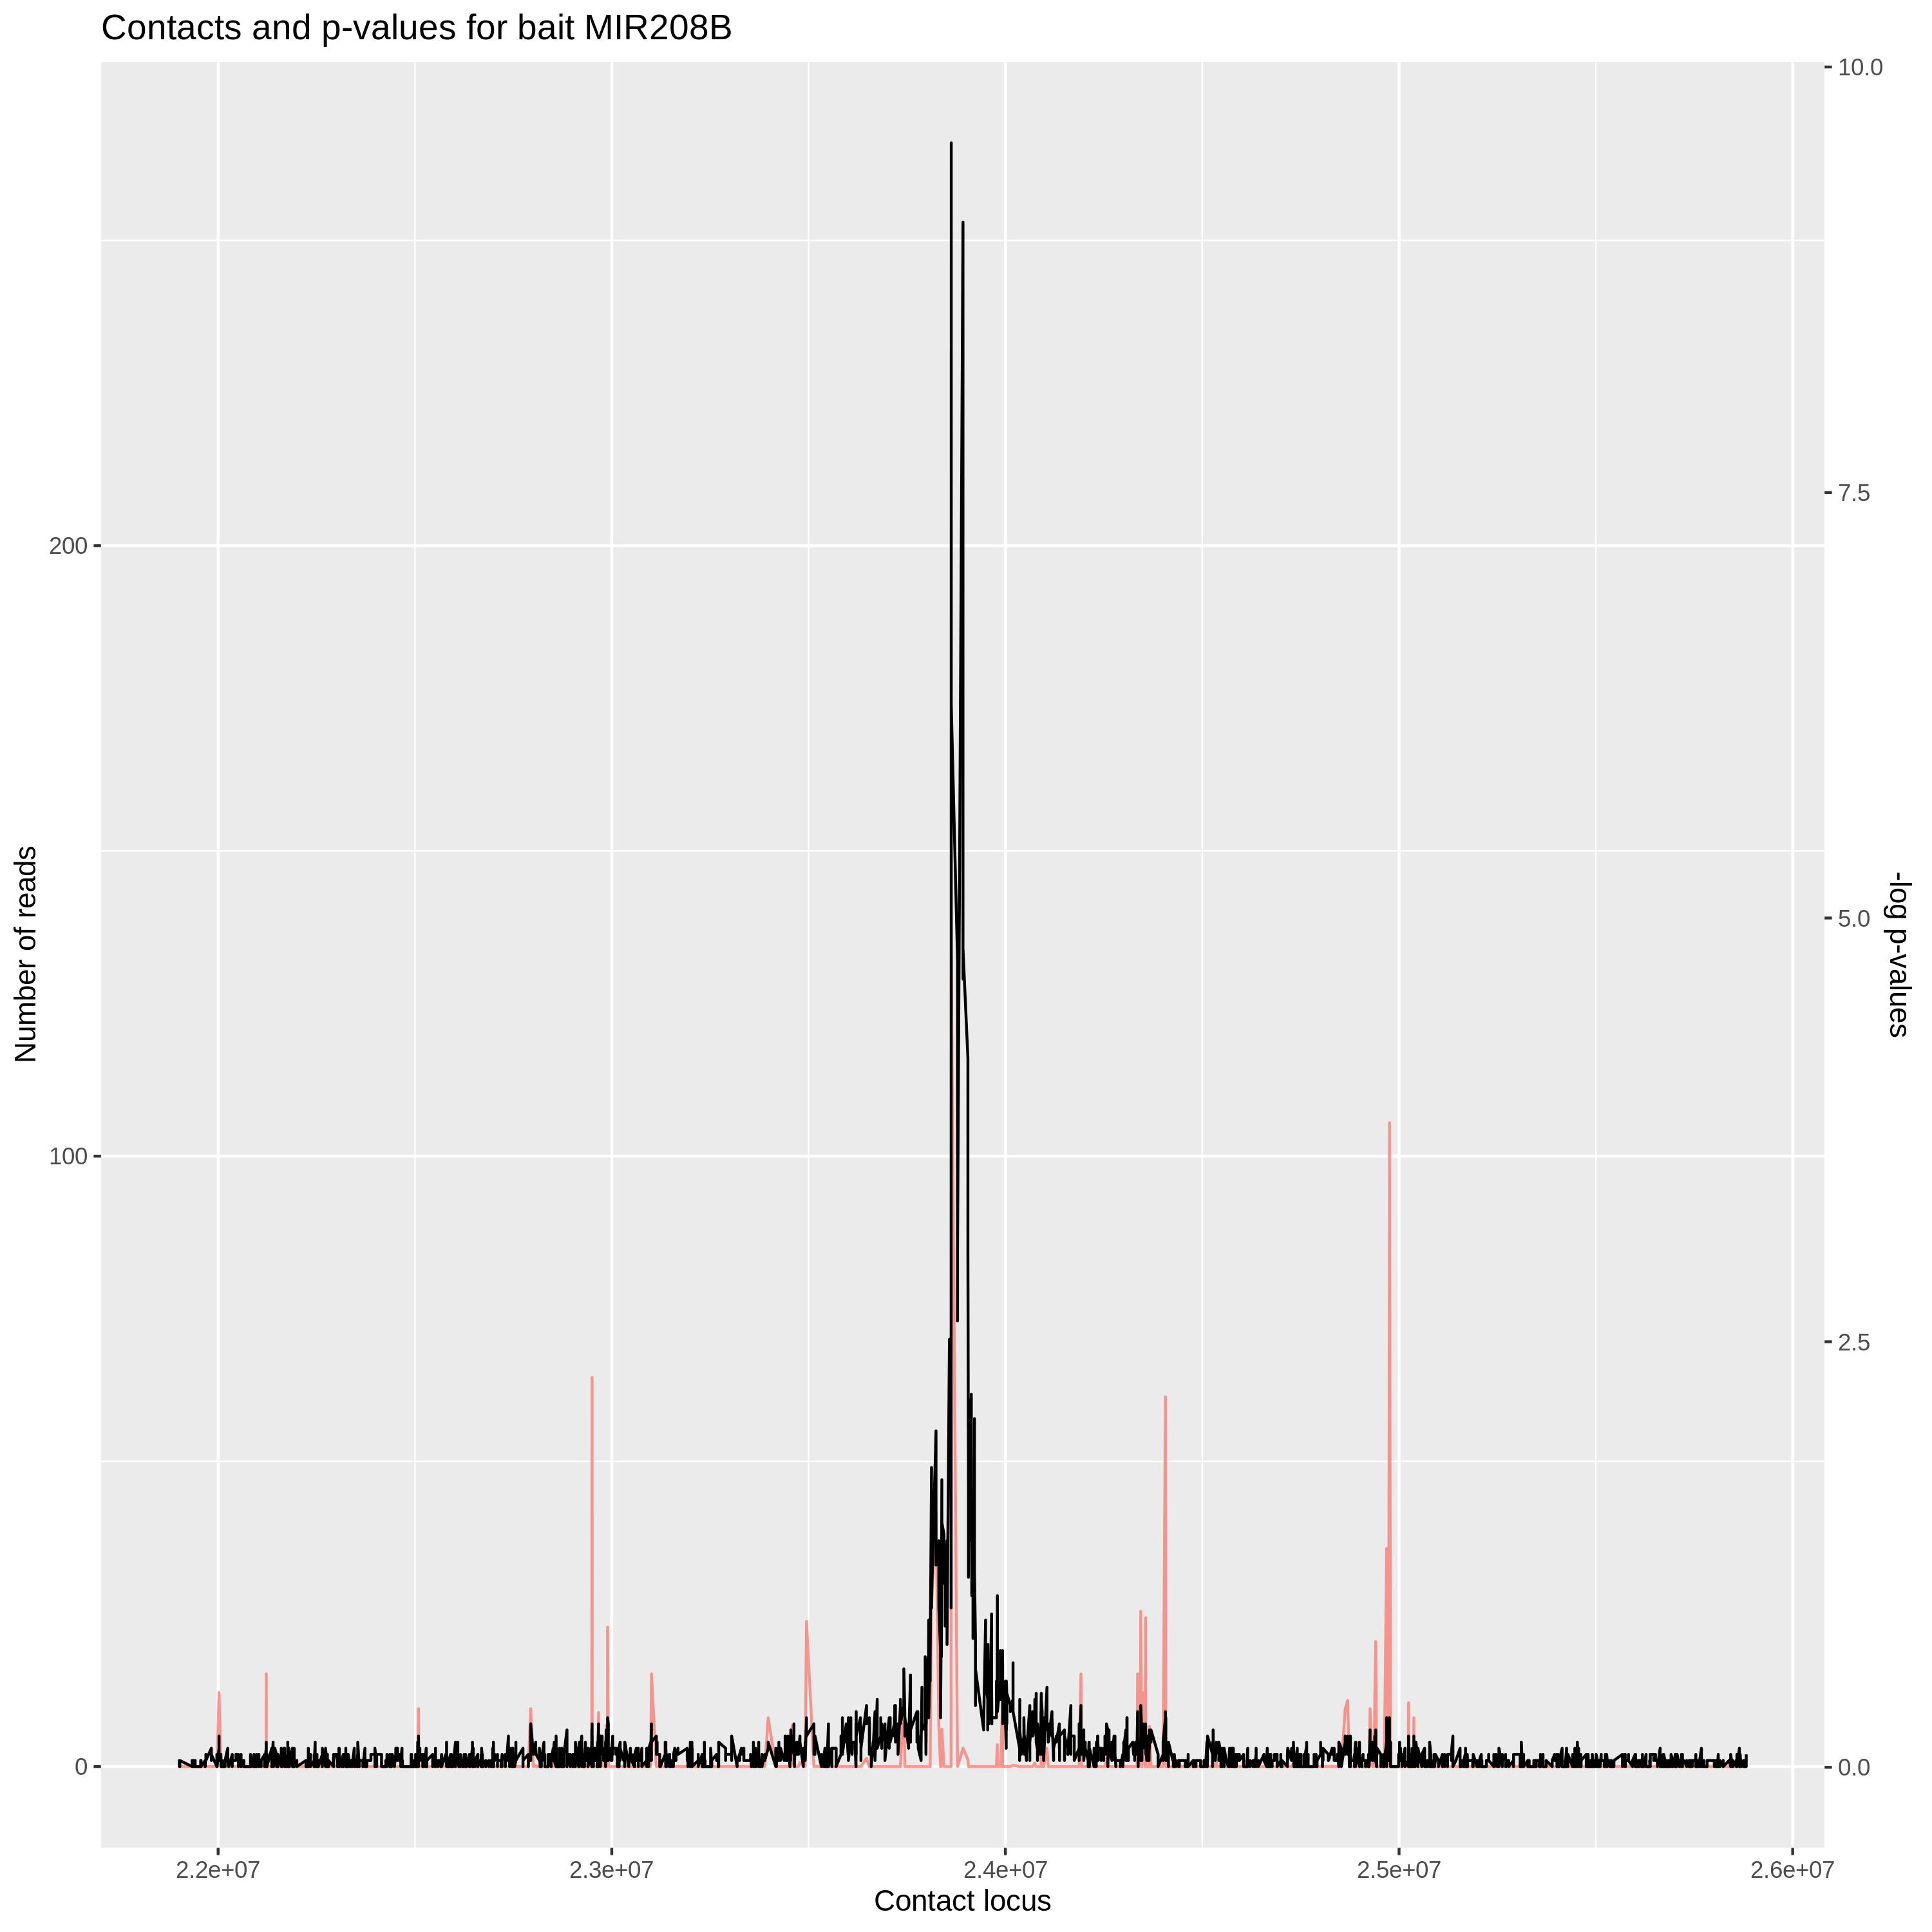 Contacts and p-values for bait MIR208B
10.0
7.5
200
5.0
Number of reads
-log p-values
100
2.5
0
0.0
2.2e+07 2.3e+07 2.4e+07 2.5e+07 2.6e+07
Contact locus